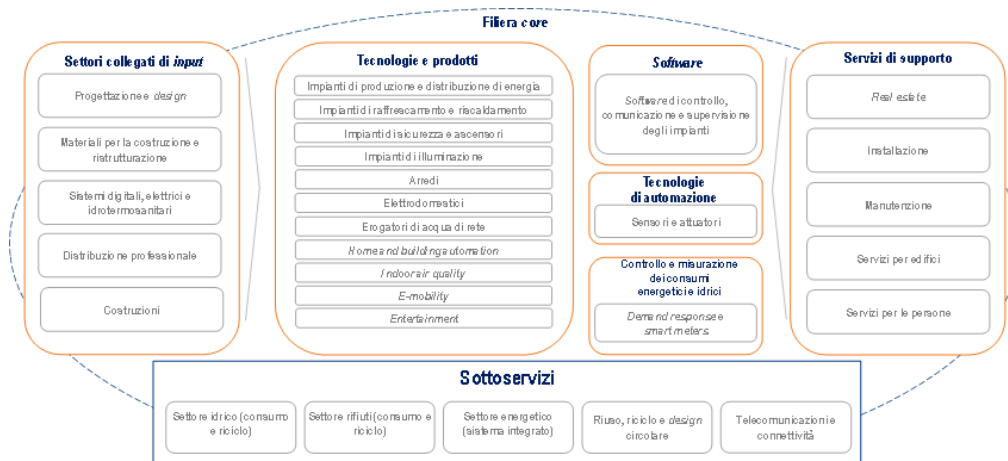 Filiera core
Settori collegati di input
Progettazione e design
Materiali per la costruzione e
ristrutturazione
Sistemi digitali, elettrici e
idrotermosanitari
Distribuzione professionale
Costruzioni
Tecnologie e prodotti
Impianti di produzione e distribuzione di energia
Impianti di raffrescamento e riscaldamento
Impianti di sicurezza e ascensori
Impianti di illuminazione
Arredi
Elettrodomestici
Erogatori di acqua di rete
Home and building automation
Indoor air quality
E-mobility
Entertainment
Software
Software di controllo,
comunicazione e supervisione
degli impianti
Tecnologie
di automazione
Sensori e attuatori
Controllo e misurazione
dei consumi
energetici e idrici
Demand response e
smart meters
Servizi di supporto
Real estate
Installazione
Manutenzione
Servizi per edifici
Servizi per le persone
Sottoservizi
Settore idrico (consumo
e riciclo)
Settore rifiuti (consumo e
riciclo)
Settore energetico
(sistema integrato)
Riuso, riciclo e design
circolare
Telecomunicazioni e
connettività